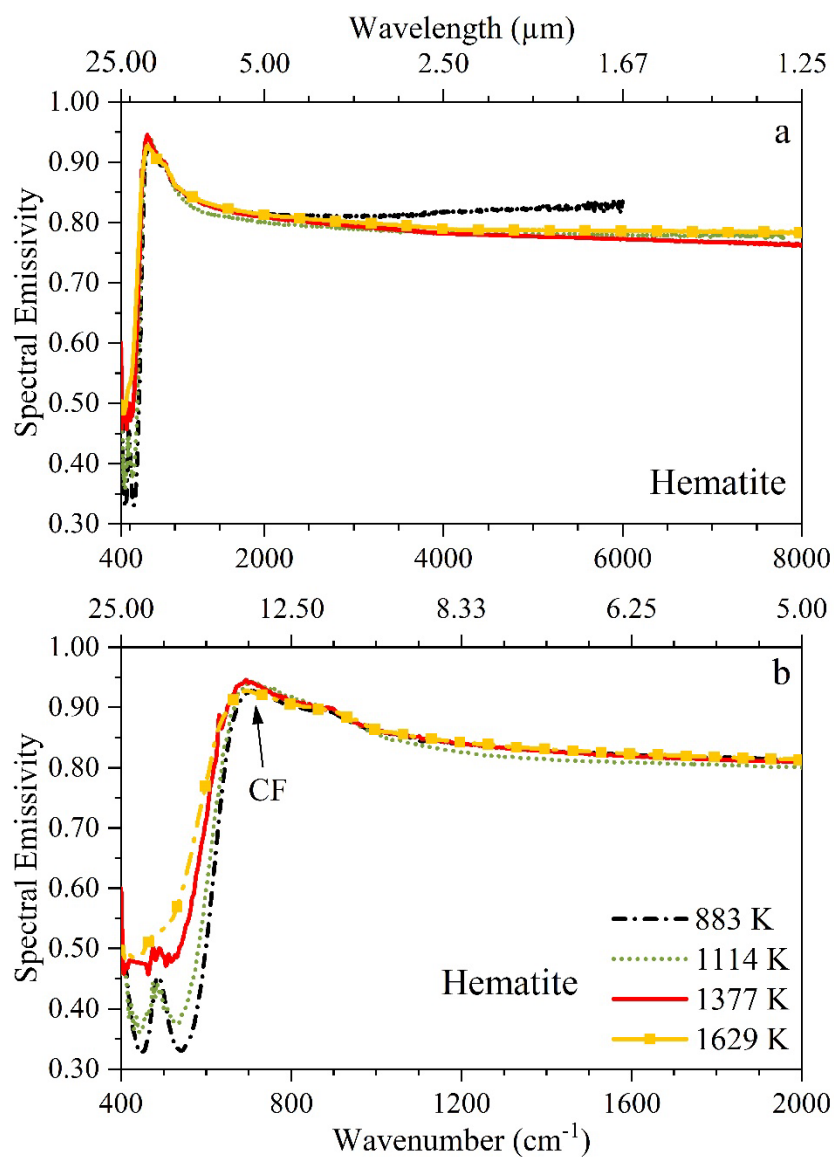 Wavelength (µm)
25.00 5.00 2.50 1.67 1.25
1.00
a
0.90
0.80
0.70
0.60
0.50
0.40
0.30
Spectral Emissivity
Hematite
400 2000 4000 6000 8000
25.00 12.50 8.33 6.25 5.00
1.00
b
0.90
0.80
0.70
0.60
0.50
0.40
0.30
Spectral Emissivity
CF
Hematite
883 K
1114 K
1377 K
1629 K
400 800 1200 1600 2000
Wavenumber (cm⁻¹)